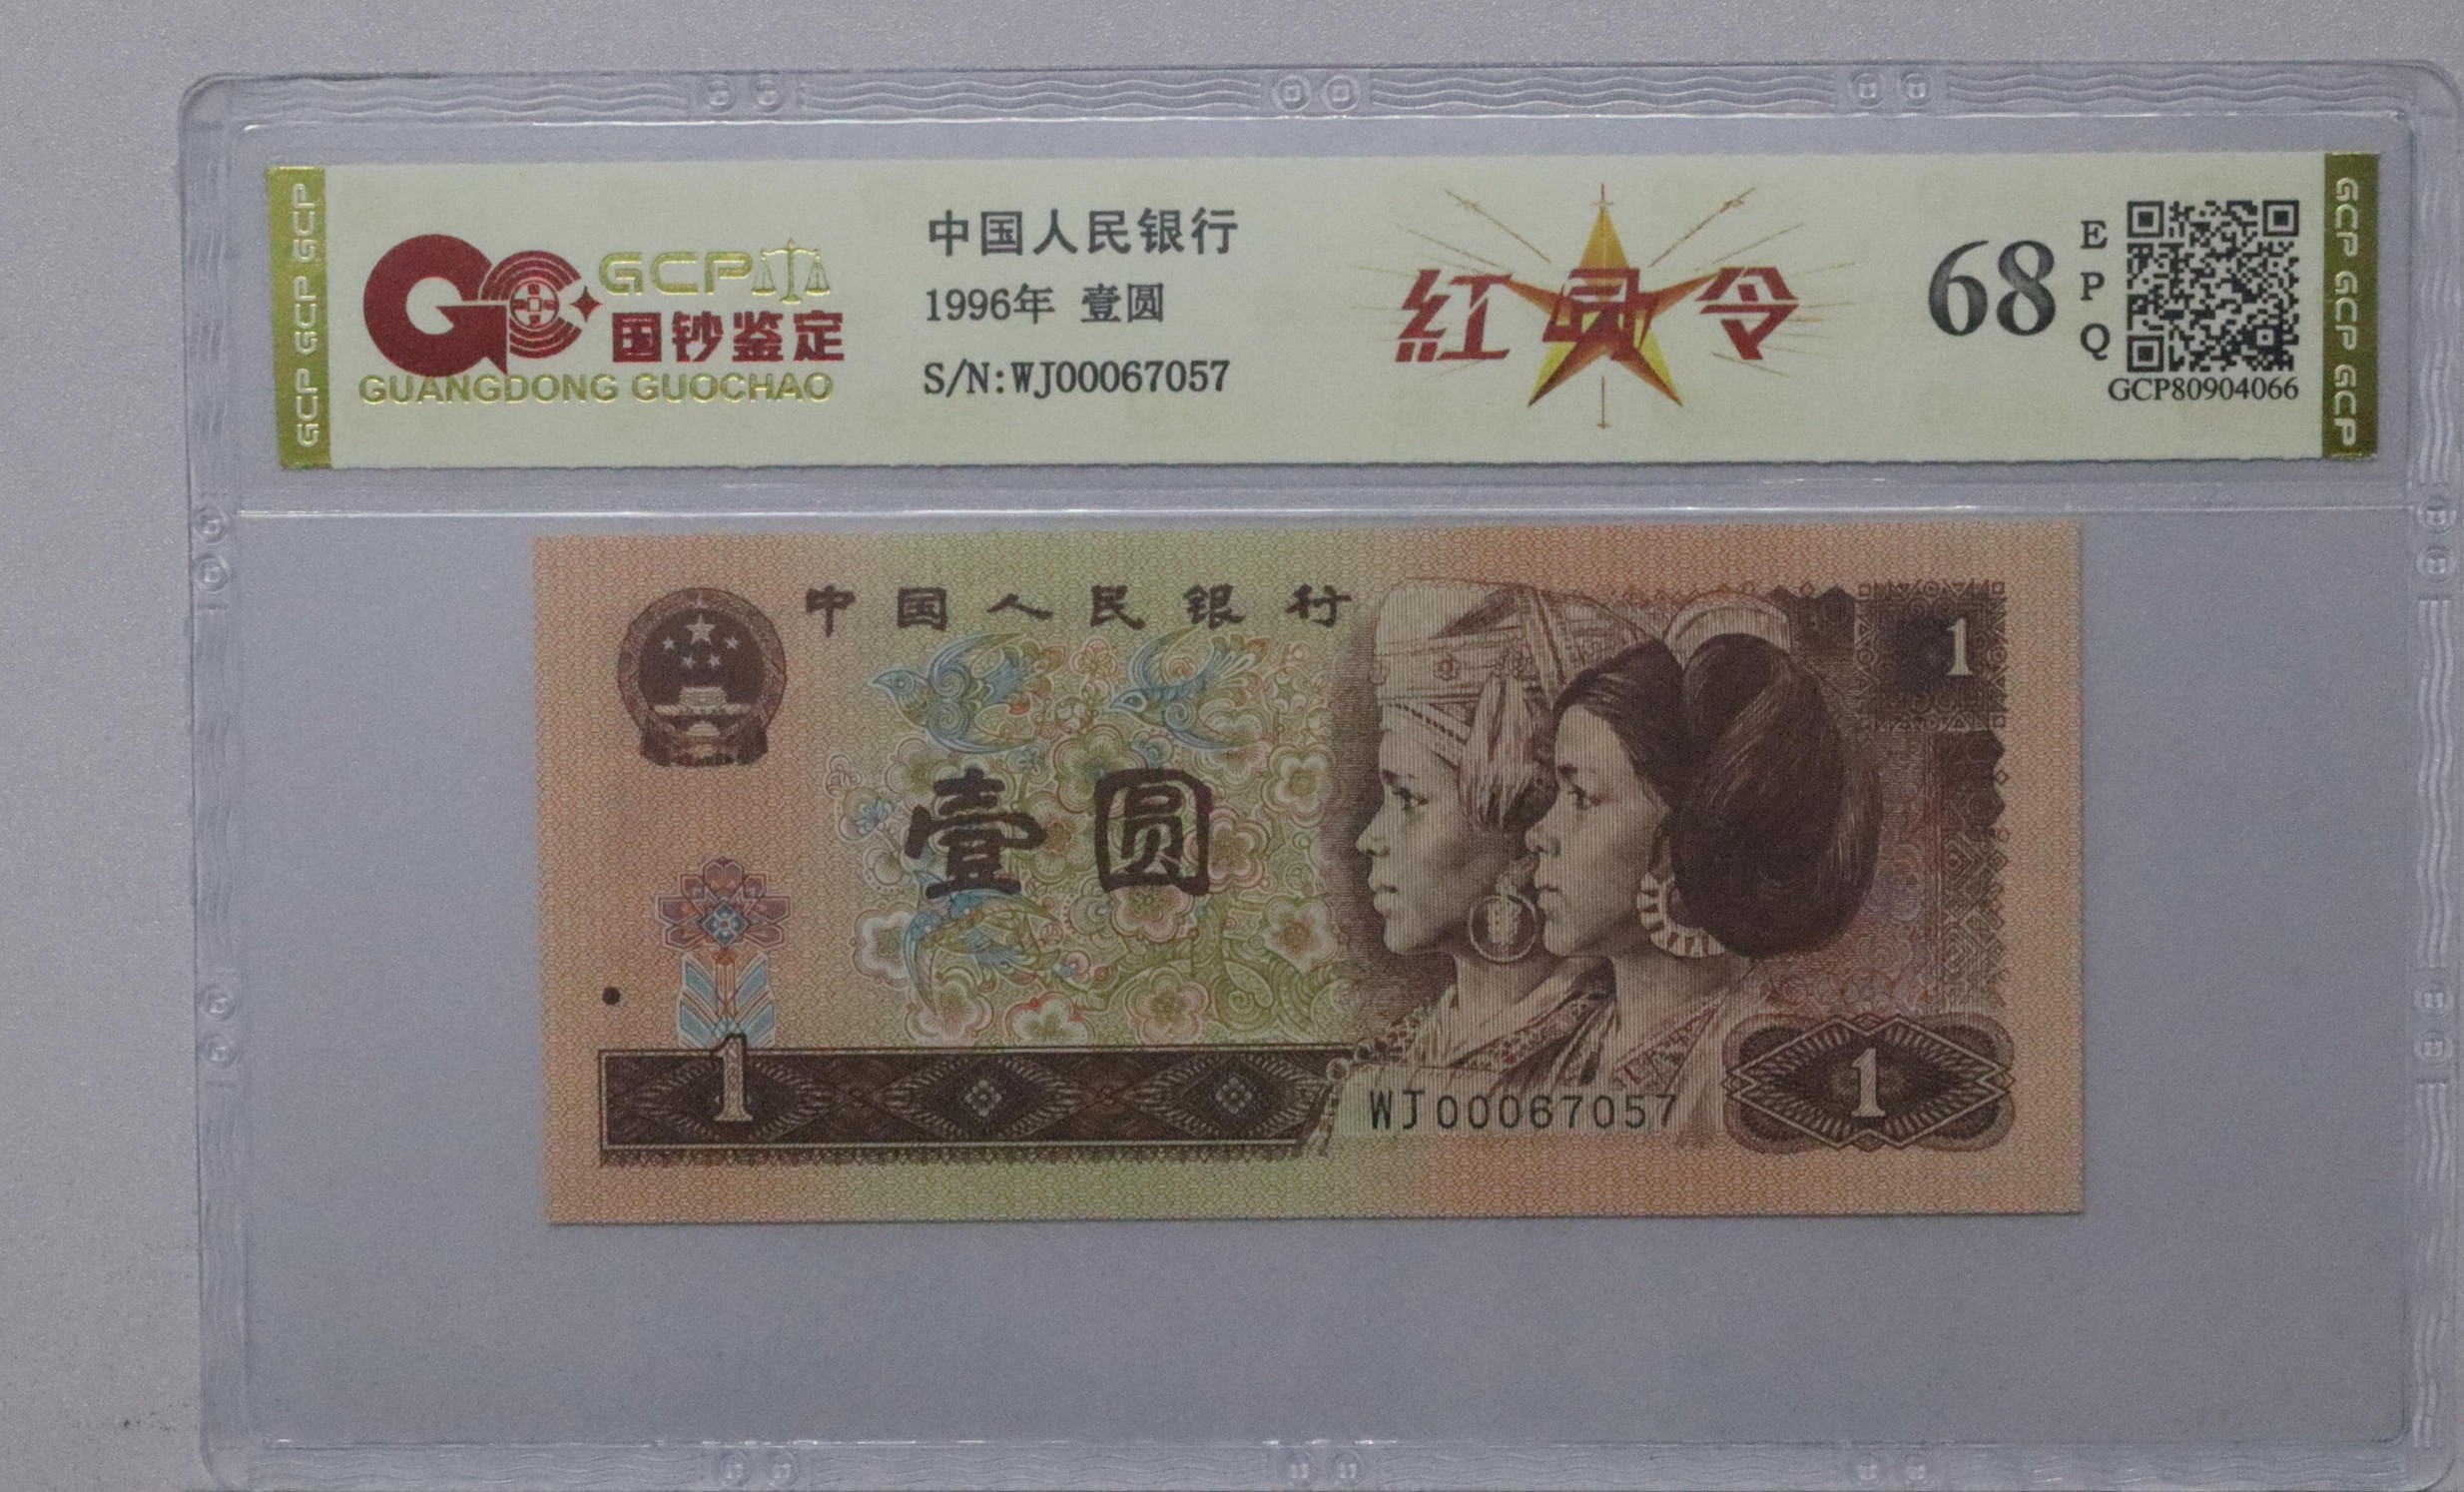 GCP GCP GCP
GCP
国钞鉴定
GUANGDONG GUOCHAO
中国人民银行
1996年 壹圆
S/N:WJ00067057
紅 令
68
E
P
Q
GCP80904066
GCP GCP GCP GCP
中国人民银行
1
壹圆
1
WJ00067057
1